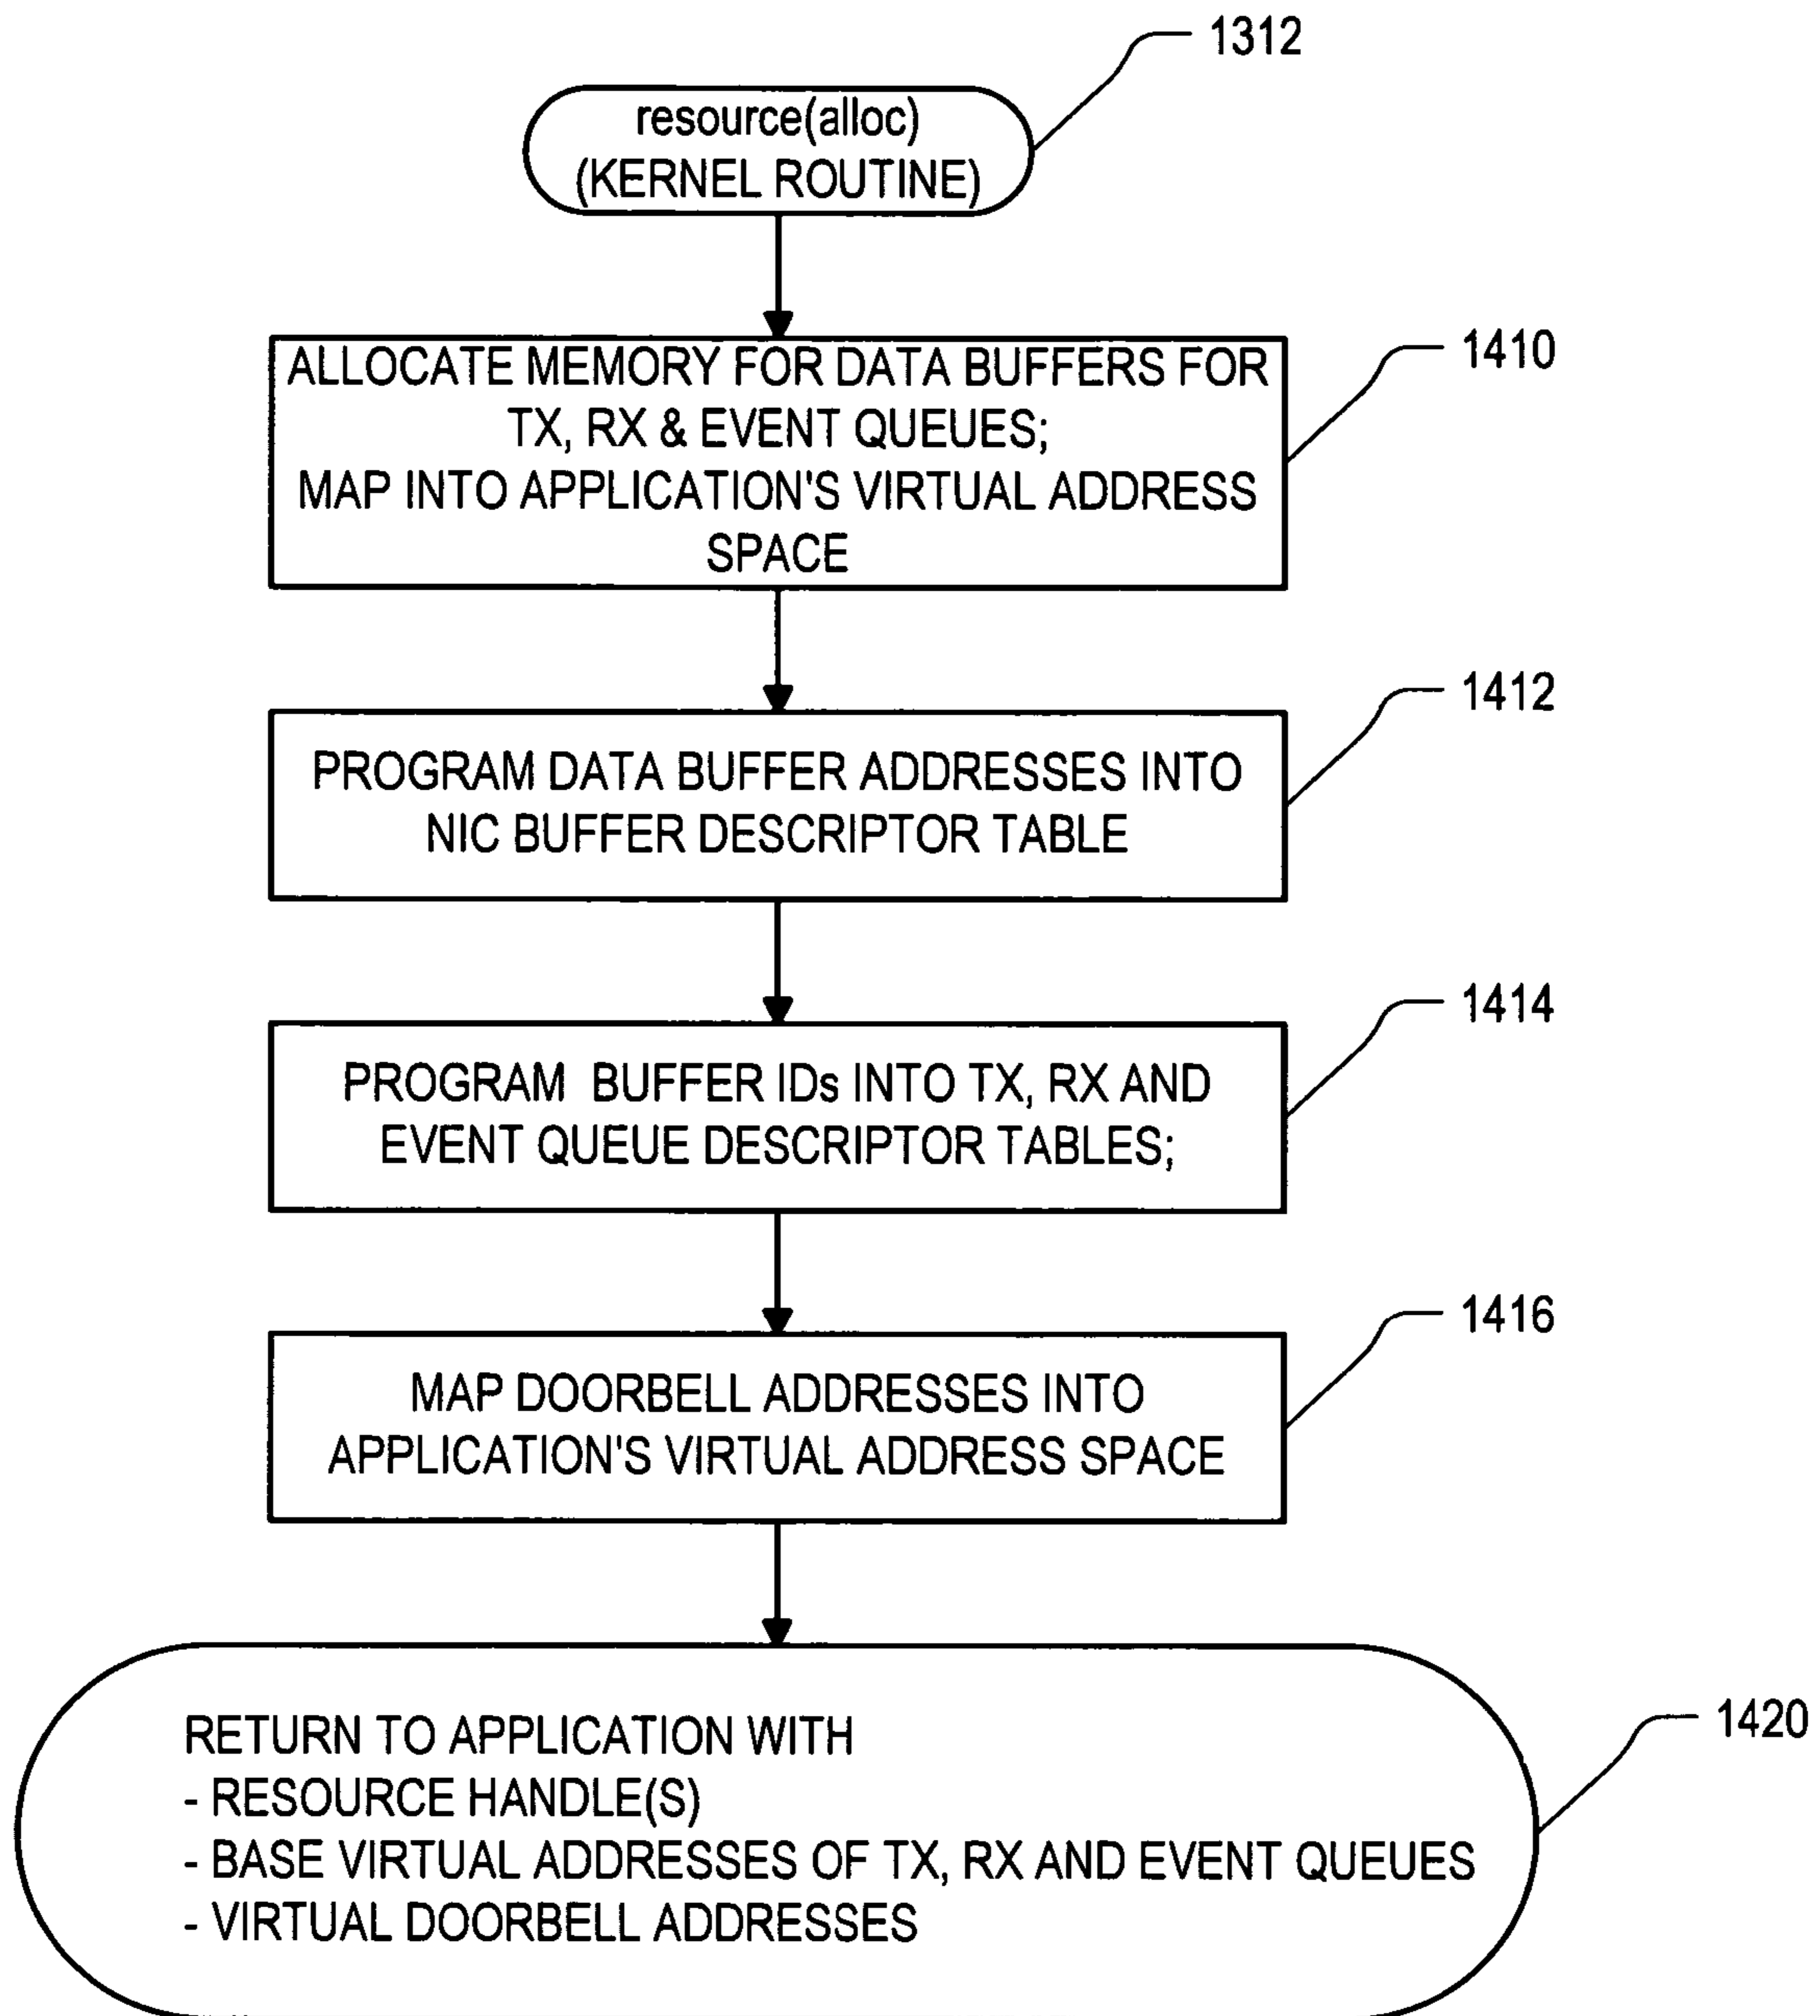 1312
resource(alloc)
(KERNEL ROUTINE)
1410
ALLOCATE MEMORY FOR DATA BUFFERS FOR
TX, RX & EVENT QUEUES;
MAP INTO APPLICATION'S VIRTUAL ADDRESS
SPACE
1412
PROGRAM DATA BUFFER ADDRESSES INTO
NIC BUFFER DESCRIPTOR TABLE
1414
PROGRAM BUFFER IDs INTO TX, RX AND
EVENT QUEUE DESCRIPTOR TABLES;
1416
MAP DOORBELL ADDRESSES INTO
APPLICATION'S VIRTUAL ADDRESS SPACE
1420
RETURN TO APPLICATION WITH
- RESOURCE HANDLE(S)
- BASE VIRTUAL ADDRESSES OF TX, RX AND EVENT QUEUES
- VIRTUAL DOORBELL ADDRESSES